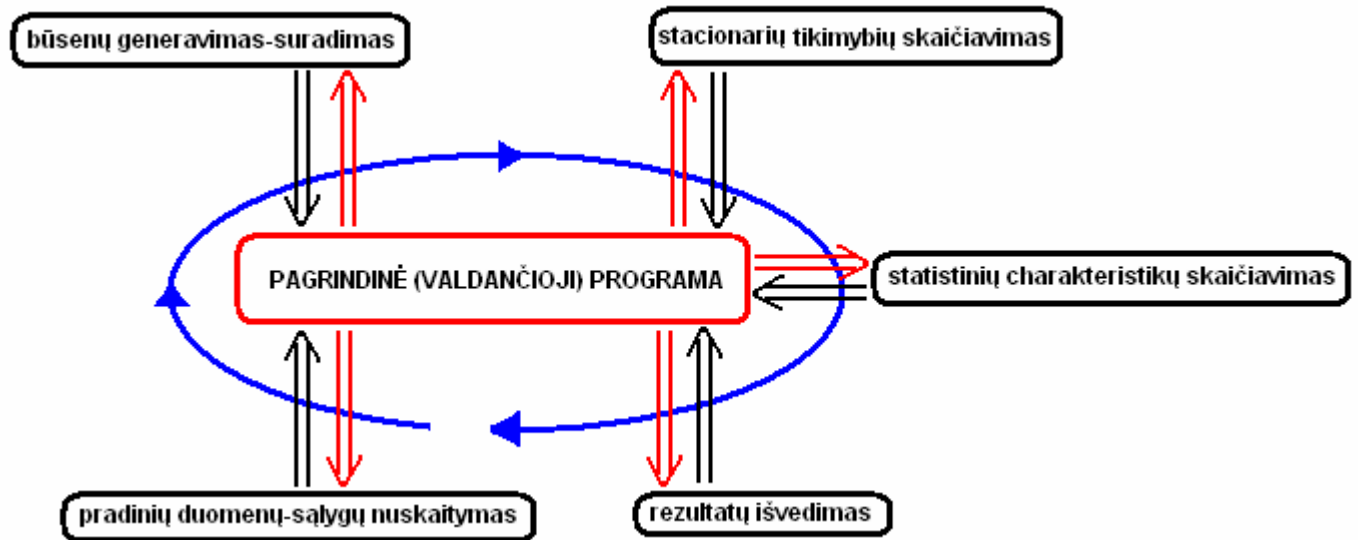 būsenų generavimas-suradimas
stacionarių tikimybių skaičiavimas
PAGRINDINĖ (VALDANČIOJI) PROGRAMA
statistinių charakteristikų skaičiavimas
pradinių duomenų-sąlygų nuskaitymas
rezultatų išvedimas